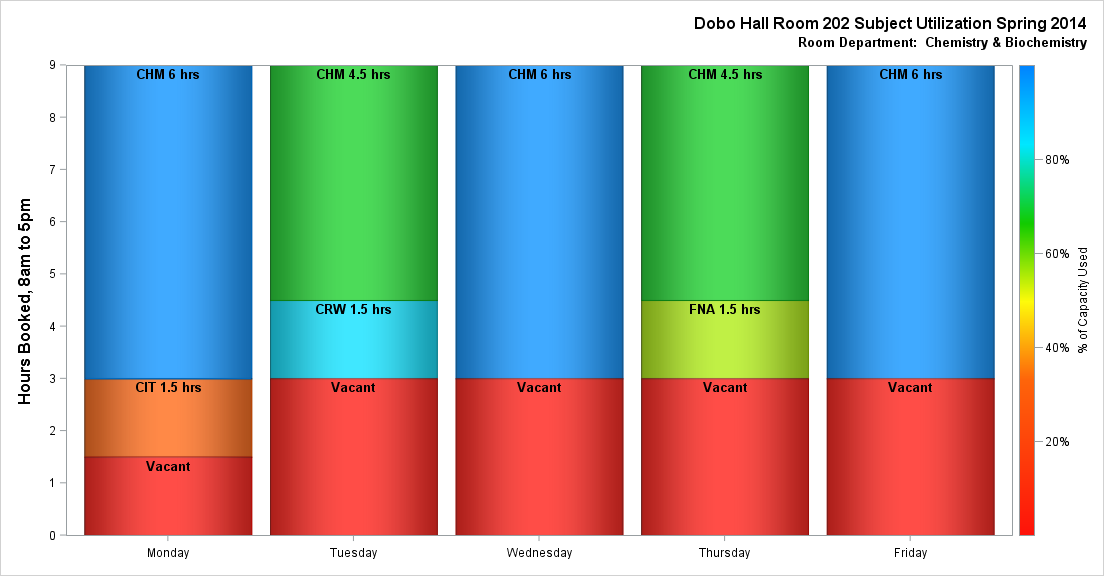 Dobo Hall Room 202 Subject Utilization Spring 2014
Room Department:  Chemistry & Biochemistry
Hours Booked, 8am to 5pm
9
8
7
6
5
4
3
2
1
0
CHM 6 hrs
CIT 1.5 hrs
Vacant
CHM 4.5 hrs
CRW 1.5 hrs
Vacant
CHM 6 hrs
Vacant
CHM 4.5 hrs
FNA 1.5 hrs
Vacant
CHM 6 hrs
Vacant
Monday
Tuesday
Wednesday
Thursday
Friday
80%
60%
40%
20%
% of Capacity Used